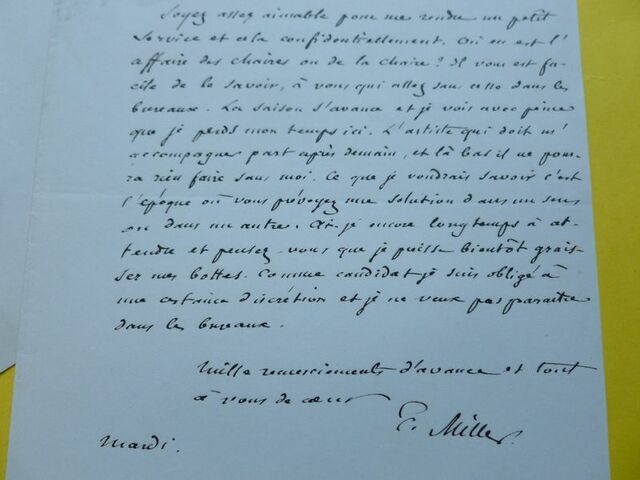 Soyez assez aimable pour me rendre un petit
service et cela confidentiellement. Où en est l'
affaire des chaires ou de la chaire? Il vous est fa-
cile de le savoir, à vous qui allez sans cesse dans les
bureaux. La saison s'avance et je vois avec peine
que je perds mon temps ici. L'artiste qui doit m'
accompagner part après demain, et là bas il ne pour-
ra rien faire sans moi. Ce que je voudrais savoir c'est
l'époque où vous prévoyez une solution dans un sens
ou dans un autre. Ai-je encore longtemps à at-
tendre et pensez-vous que je puisse bientôt grais-
ser mes bottes. Comme candidat je suis obligé à
une certaine discrétion et je ne veux pas paraître
dans les bureaux.
Mille remerciements d'avance et tout
à vous de cœur
E. Miller.
Mardi.